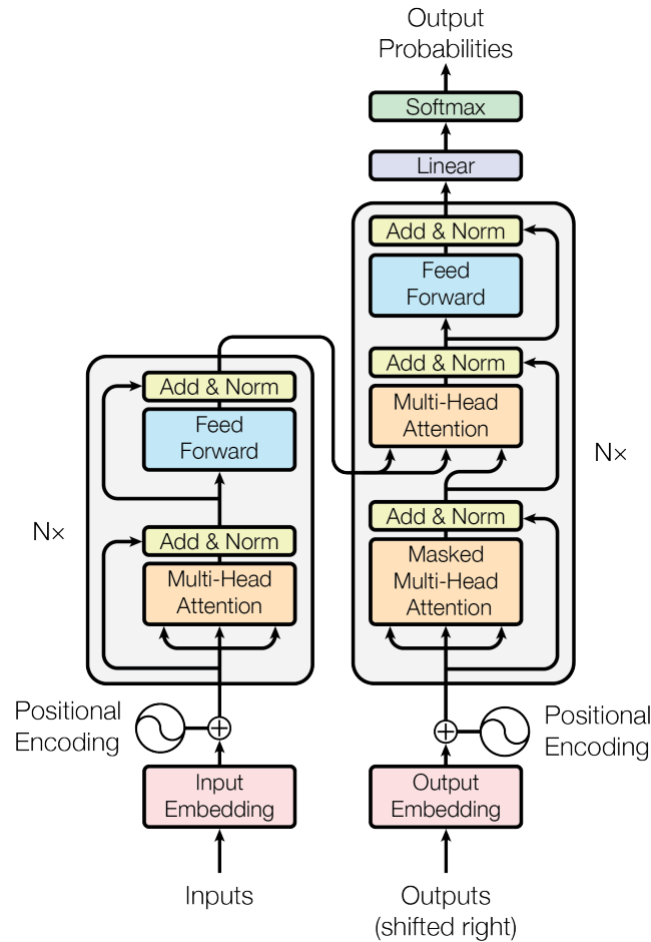 Output
Probabilities
Softmax
Linear
Add & Norm
Feed
Forward
Add & Norm
Multi-Head
Attention
Add & Norm
Masked
Multi-Head
Attention
N×
Add & Norm
Feed
Forward
Add & Norm
Multi-Head
Attention
N×
Positional
Encoding
Positional
Encoding
Input
Embedding
Output
Embedding
Inputs
Outputs
(shifted right)